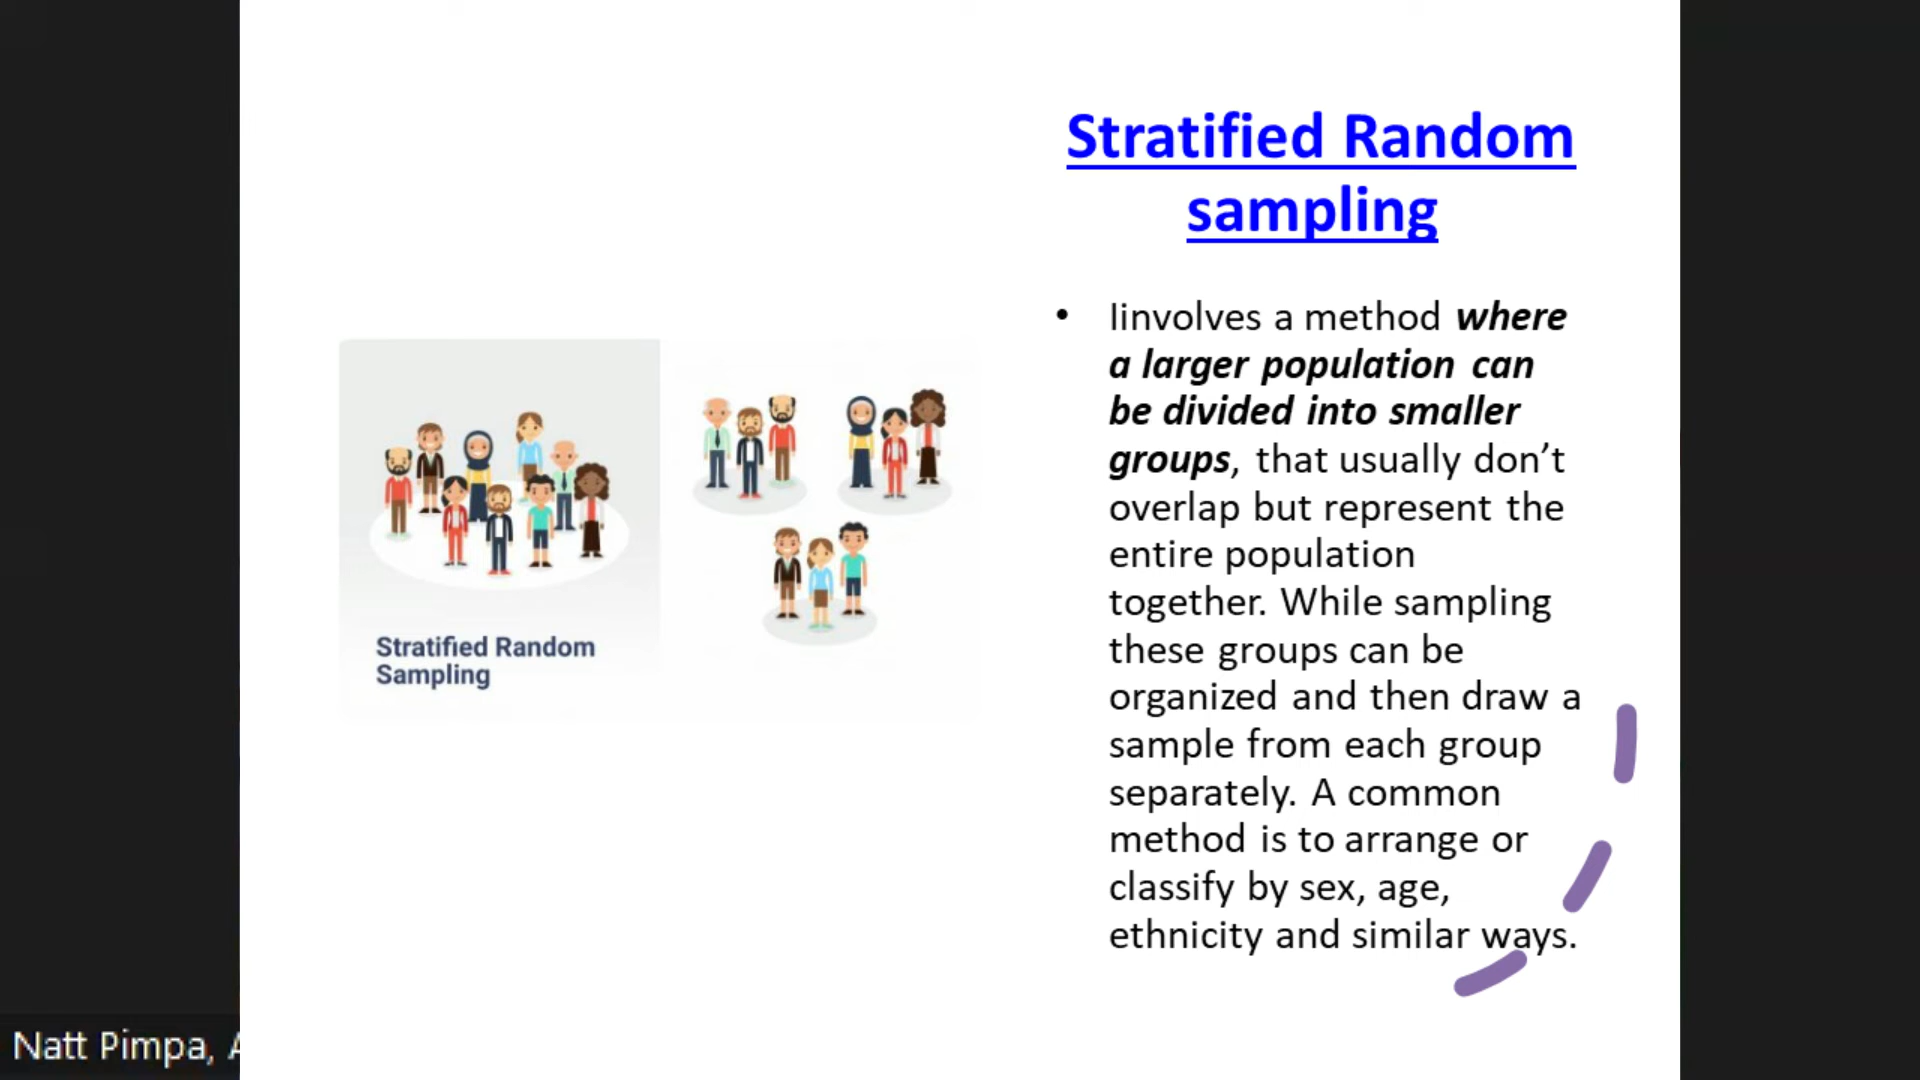 Stratified Random
sampling
Stratified Random
Sampling
• Iinvolves a method where
a larger population can
be divided into smaller
groups, that usually don’t
overlap but represent the
entire population
together. While sampling
these groups can be
organized and then draw a
sample from each group
separately. A common
method is to arrange or
classify by sex, age,
ethnicity and similar ways.
Natt Pimpa,